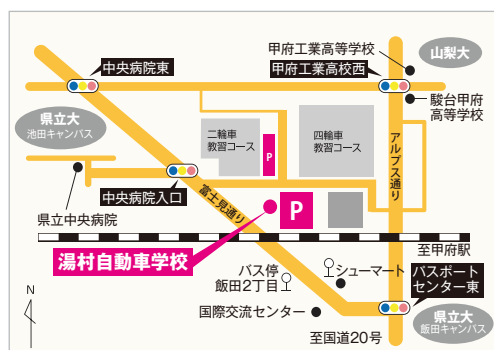 甲府工業高等学校
山梨大
中央病院東
甲府工業高校西
駿台甲府
高等学校
県立大
池田キャンパス
二輪車
教習コース
四輪車
教習コース
P
アルプス通り
中央病院入口
富士見通り
県立中央病院
P
至甲府駅
湯村自動車学校
バス停
飯田2丁目
シューマート
パスポート
センター東
N
国際交流センター
県立大
飯田キャンパス
至国道20号